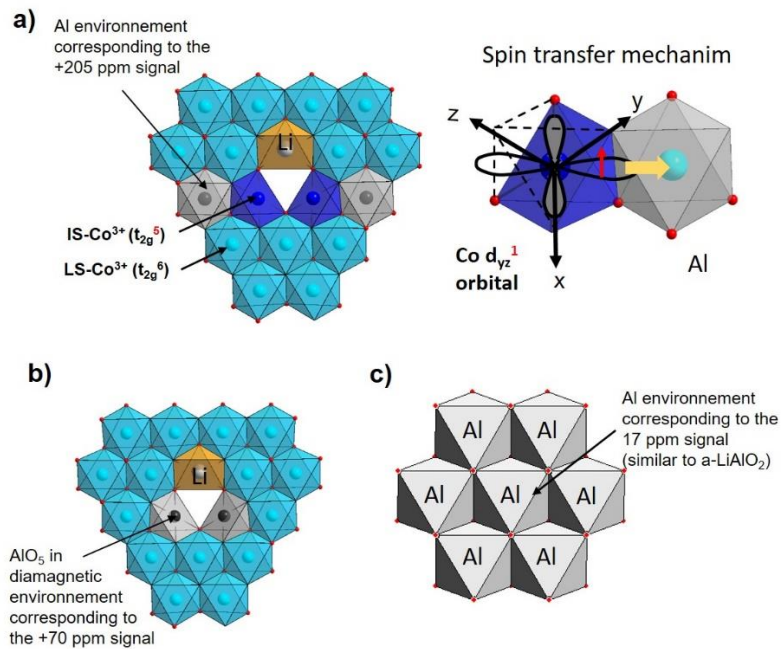 a)
Al environnement
corresponding to the
+205 ppm signal
Li
IS-Co³⁺ (t₂g⁵)
LS-Co³⁺ (t₂g⁶)
Spin transfer mechanim
z
y
x
Co dyz¹
orbital
Al
b)
Li
AlO₅ in
diamagnetic
environnement
corresponding to
the +70 ppm signal
c)
Al environnement
corresponding to the
17 ppm signal
(similar to a-LiAlO₂)
Al Al
Al Al Al
Al Al